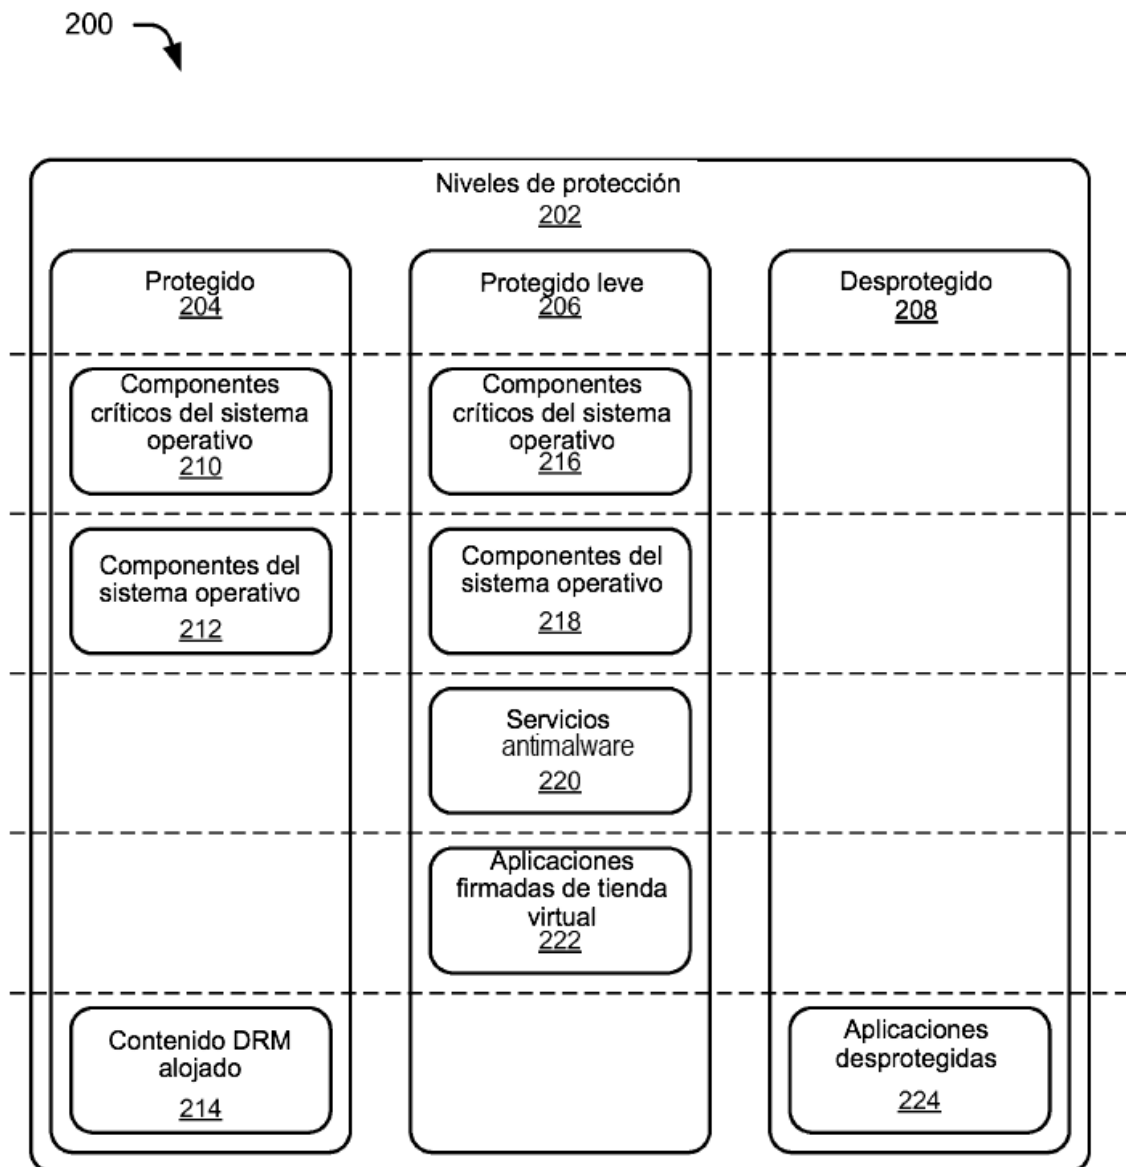 200
Niveles de protección
202
Protegido
204
Protegido leve
206
Desprotegido
208
Componentes
críticos del sistema
operativo
210
Componentes
críticos del sistema
operativo
216
Componentes del
sistema operativo
212
Componentes del
sistema operativo
218
Servicios
antimalware
220
Aplicaciones
firmadas de tienda
virtual
222
Contenido DRM
alojado
214
Aplicaciones
desprotegidas
224